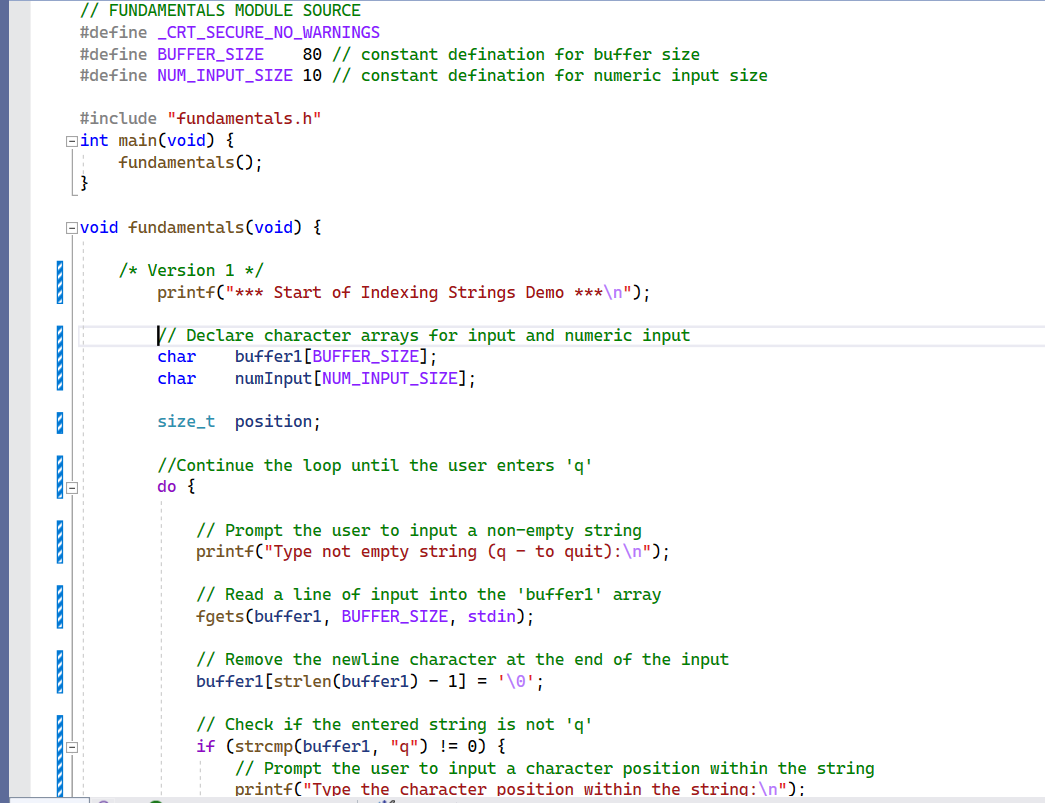 // FUNDAMENTALS MODULE SOURCE
#define _CRT_SECURE_NO_WARNINGS
#define BUFFER_SIZE    80 // constant defination for buffer size
#define NUM_INPUT_SIZE 10 // constant defination for numeric input size
#include "fundamentals.h"
int main(void) {
    fundamentals();
}
void fundamentals(void) {
    /* Version 1 */
        printf("*** Start of Indexing Strings Demo ***\n");
        // Declare character arrays for input and numeric input
        char    buffer1[BUFFER_SIZE];
        char    numInput[NUM_INPUT_SIZE];
        size_t  position;
        //Continue the loop until the user enters 'q'
        do {
            // Prompt the user to input a non-empty string
            printf("Type not empty string (q - to quit):\n");
            // Read a line of input into the 'buffer1' array
            fgets(buffer1, BUFFER_SIZE, stdin);
            // Remove the newline character at the end of the input
            buffer1[strlen(buffer1) - 1] = '\0';
            // Check if the entered string is not 'q'
            if (strcmp(buffer1, "q") != 0) {
                // Prompt the user to input a character position within the string
                printf("Type the character position within the string:\n");